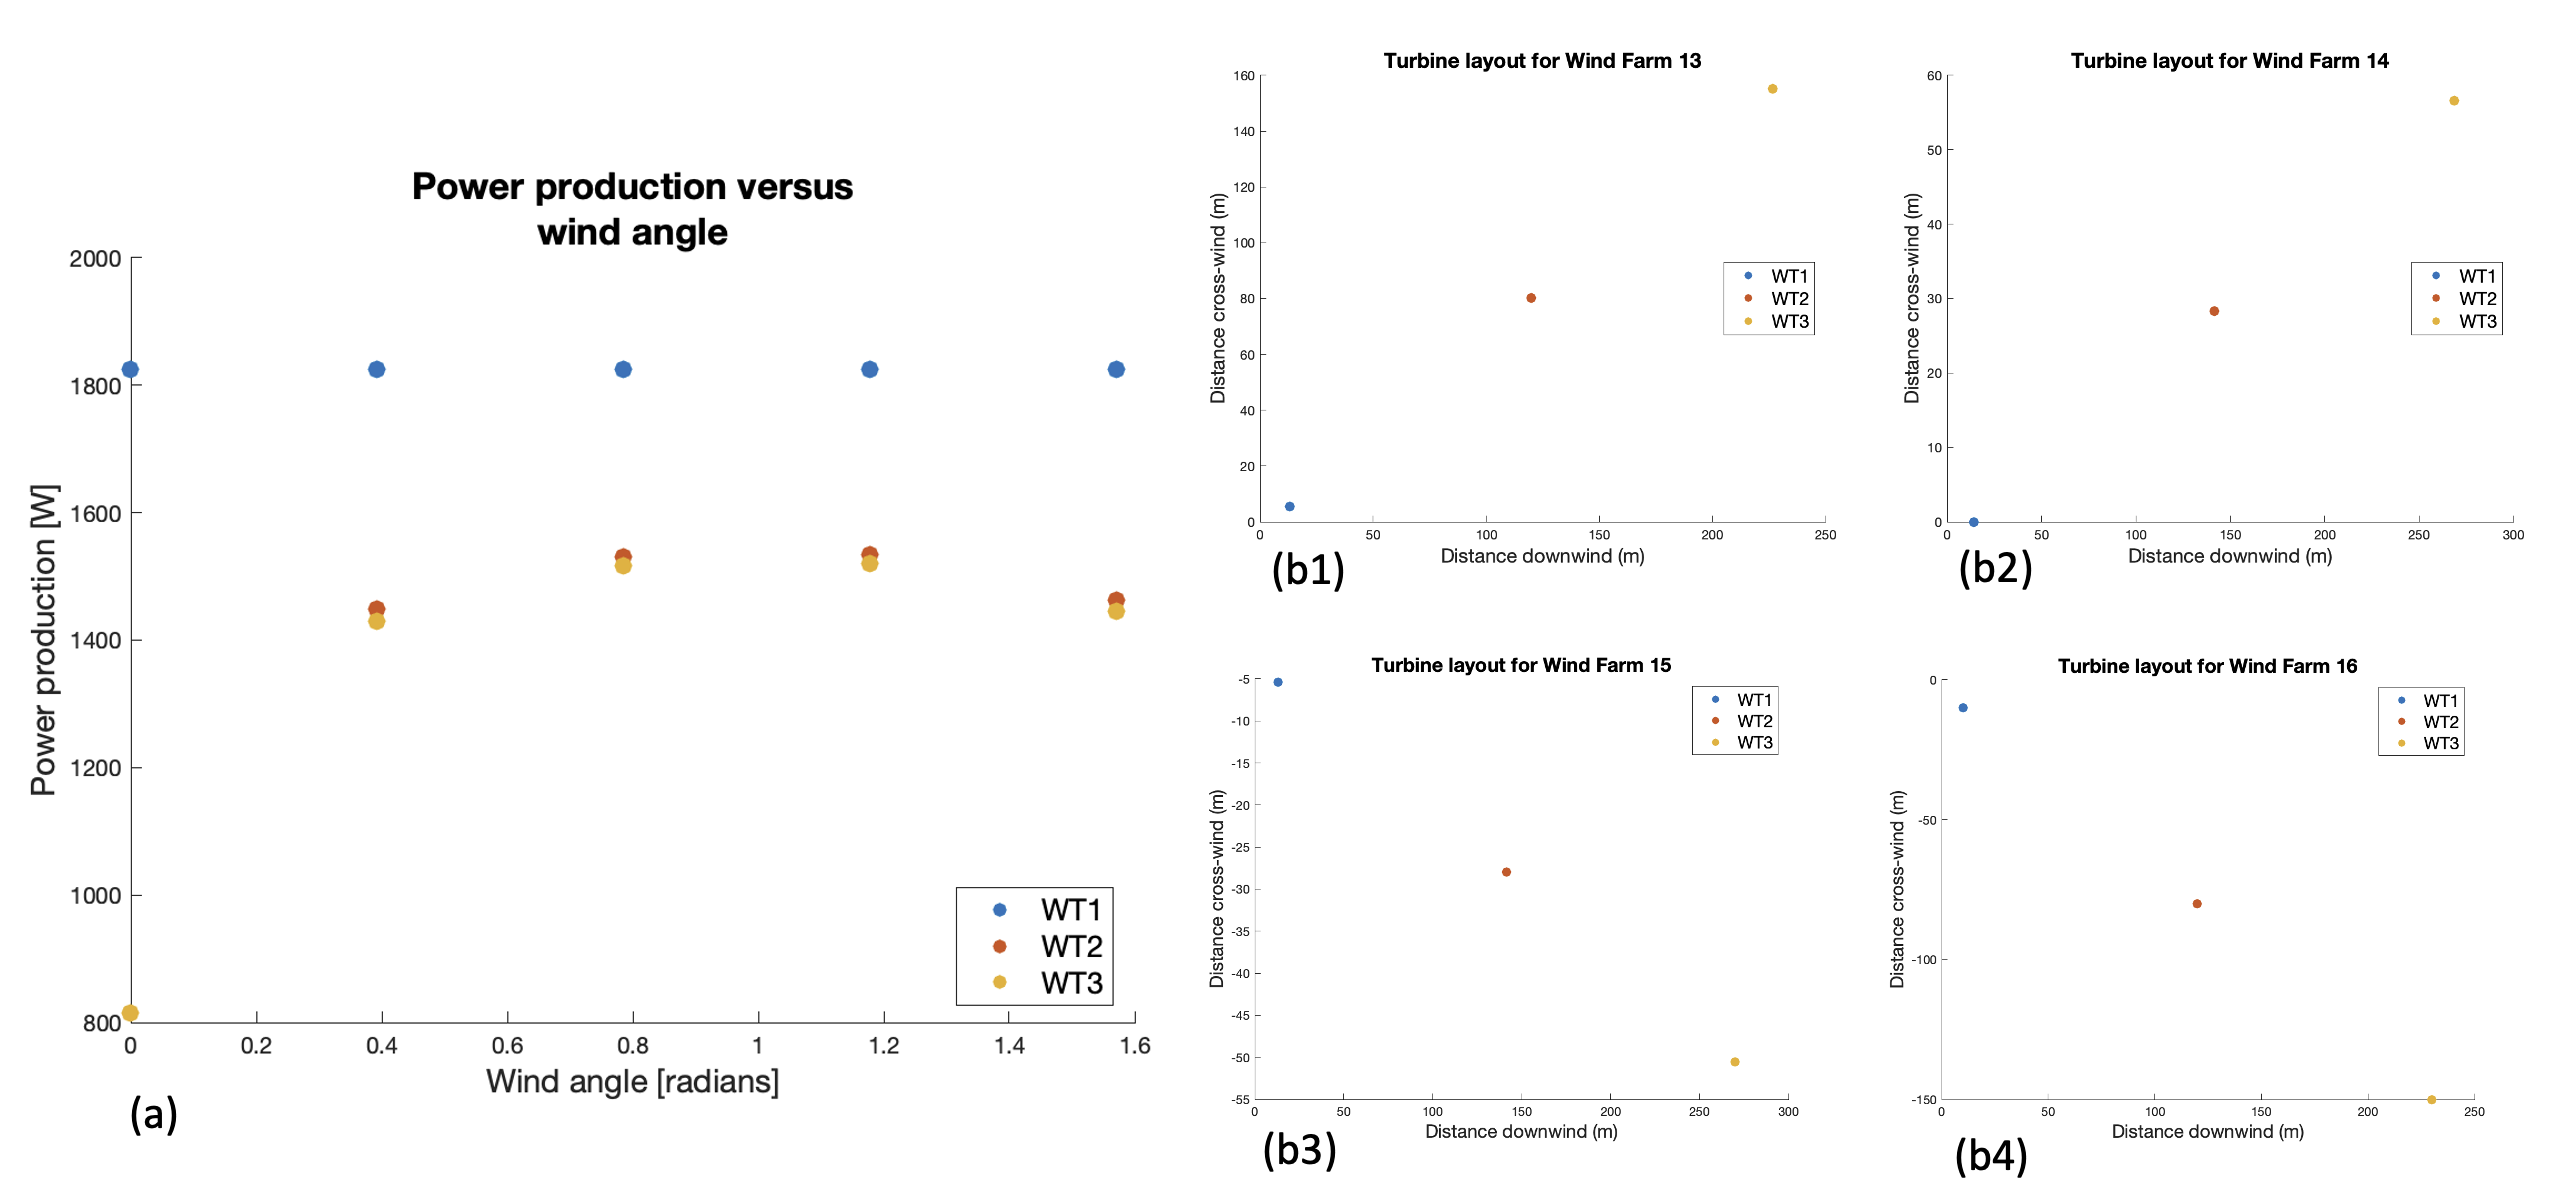 Power production versus
wind angle
2000
1800
1600
1400
1200
1000
800
0 0.2 0.4 0.6 0.8 1 1.2 1.4 1.6
Power production [W]
Wind angle [radians]
WT1
WT2
WT3
(a)
Turbine layout for Wind Farm 13
160
140
120
100
80
60
40
20
0
0 50 100 150 200 250
Distance cross-wind (m)
Distance downwind (m)
WT1
WT2
WT3
(b1)
Turbine layout for Wind Farm 14
60
50
40
30
20
10
0
0 50 100 150 200 250 300
Distance cross-wind (m)
Distance downwind (m)
WT1
WT2
WT3
(b2)
Turbine layout for Wind Farm 15
-5
-10
-15
-20
-25
-30
-35
-40
-45
-50
-55
0 50 100 150 200 250 300
Distance cross-wind (m)
Distance downwind (m)
WT1
WT2
WT3
(b3)
Turbine layout for Wind Farm 16
0
-50
-100
-150
0 50 100 150 200 250
Distance cross-wind (m)
Distance downwind (m)
WT1
WT2
WT3
(b4)